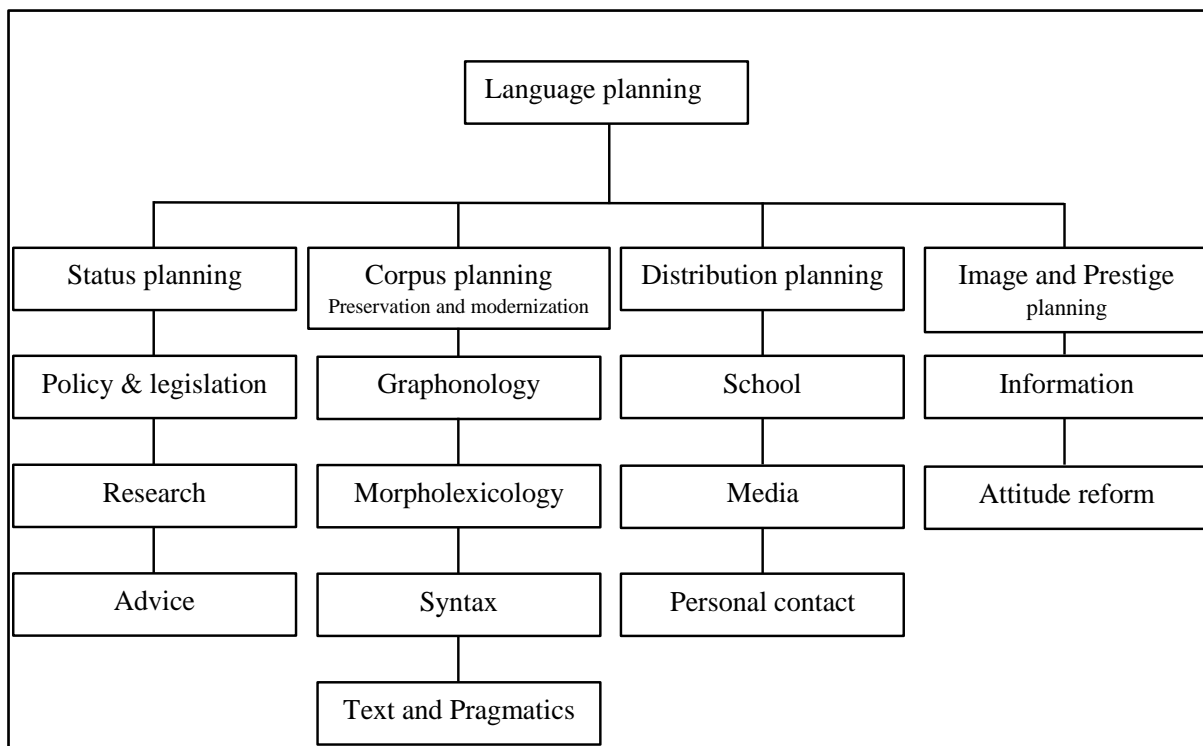 Language planning
Status planning
Corpus planning
Preservation and modernization
Distribution planning
Image and Prestige
planning
Policy & legislation
Graphonology
School
Information
Research
Morpholexicology
Media
Attitude reform
Advice
Syntax
Personal contact
Text and Pragmatics